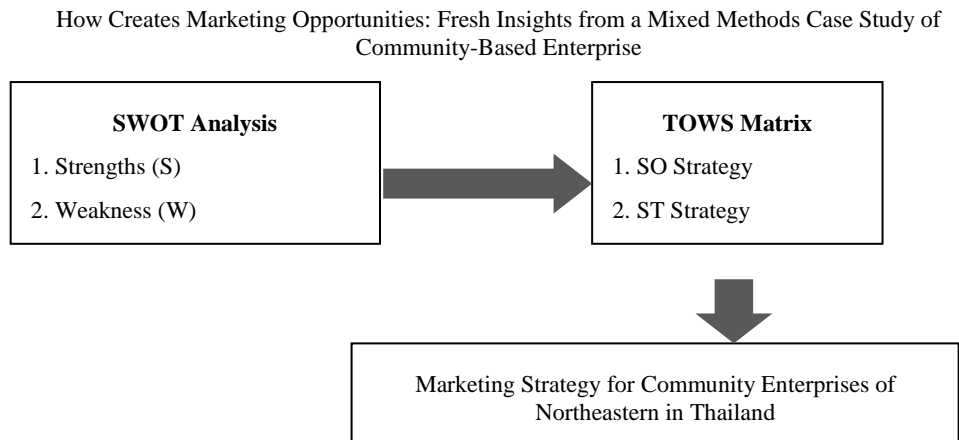 How Creates Marketing Opportunities: Fresh Insights from a Mixed Methods Case Study of
Community-Based Enterprise
SWOT Analysis
1. Strengths (S)
2. Weakness (W)
TOWS Matrix
1. SO Strategy
2. ST Strategy
Marketing Strategy for Community Enterprises of
Northeastern in Thailand